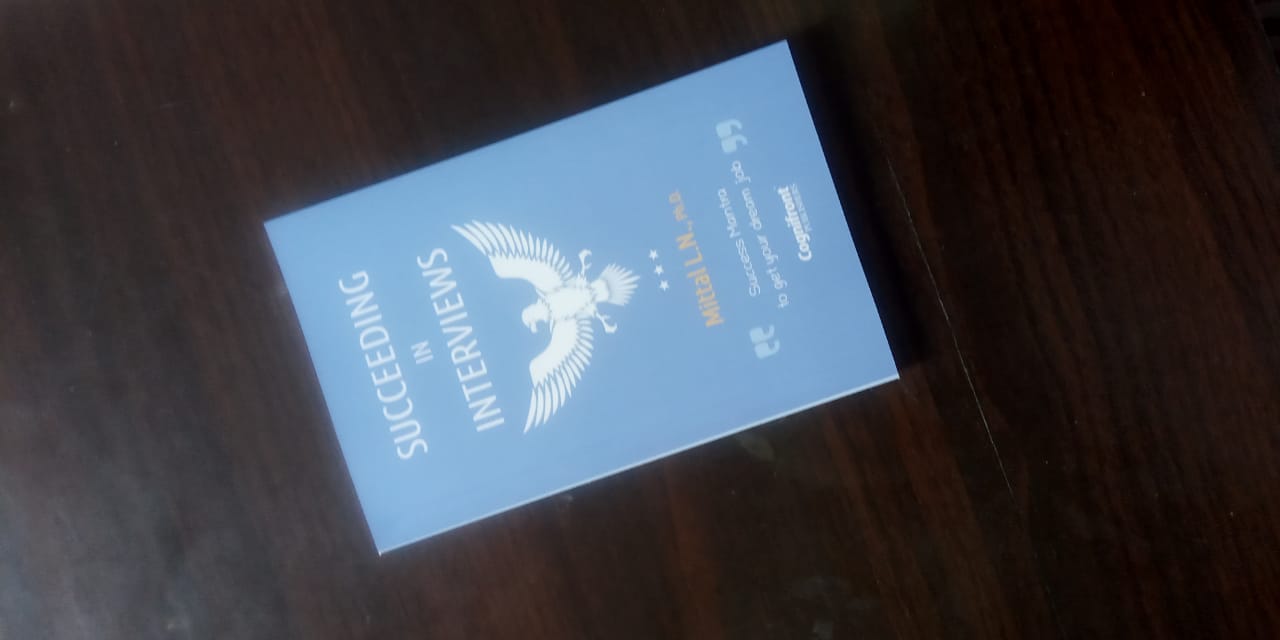 SUCCEEDING
IN
INTERVIEWS
Mittal L.N., Ph.D.
“ Success Mantra
to get your dream job ”
Cognifront
PUBLISHERS